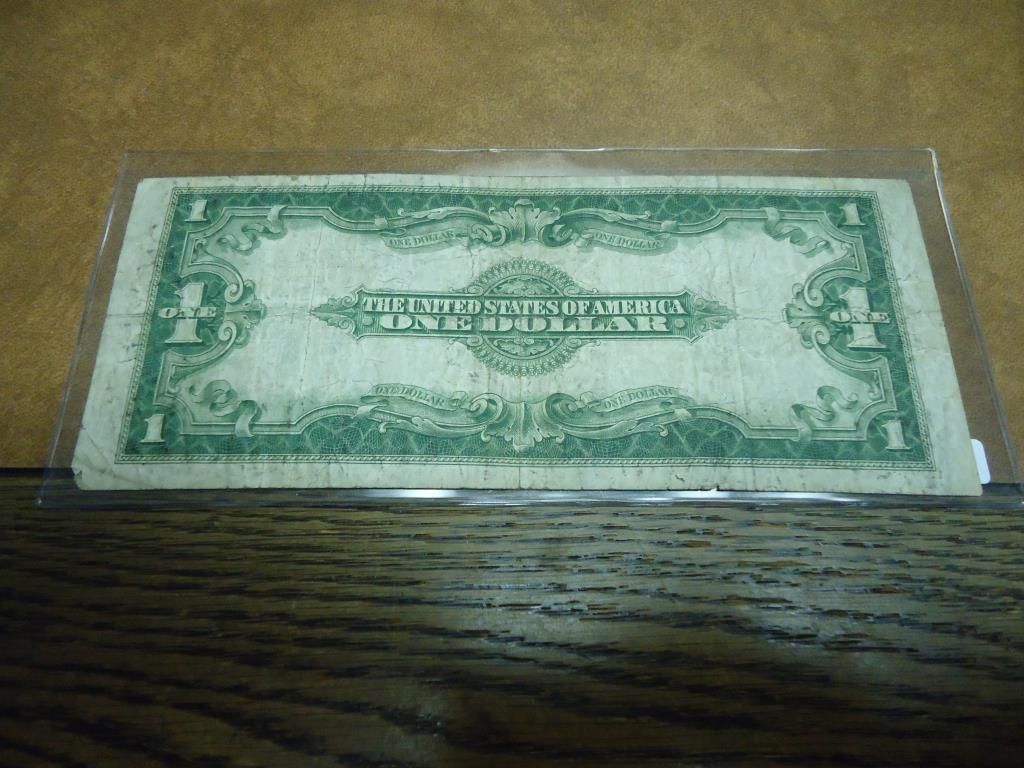 1 1
ONE DOLLAR ONE DOLLAR
1 ONE 1 ONE
THE UNITED STATES OF AMERICA
ONE DOLLAR
ONE DOLLAR ONE DOLLAR
1 1